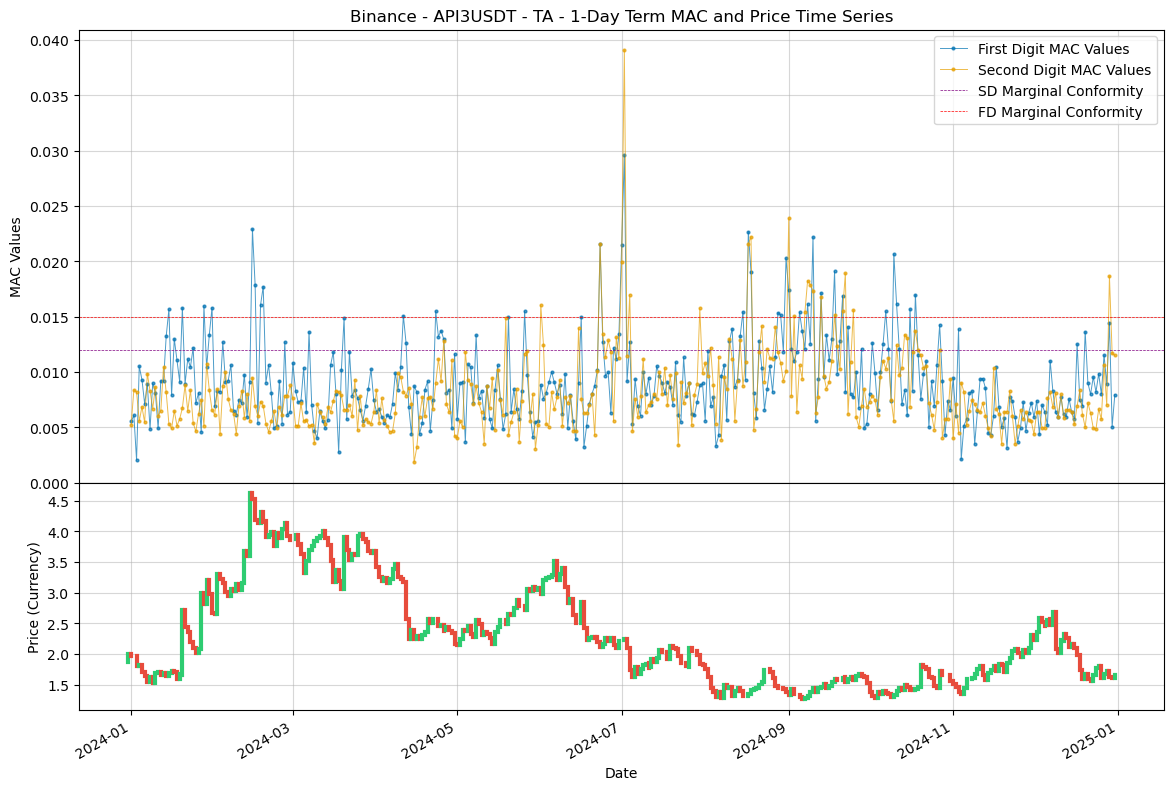 Binance - API3USDT - TA - 1-Day Term MAC and Price Time Series
0.040
0.035
0.030
0.025
0.020
0.015
0.010
0.005
0.000
MAC Values
First Digit MAC Values
Second Digit MAC Values
SD Marginal Conformity
FD Marginal Conformity
4.5
4.0
3.5
3.0
2.5
2.0
1.5
Price (Currency)
2024-01
2024-03
2024-05
2024-07
2024-09
2024-11
2025-01
Date